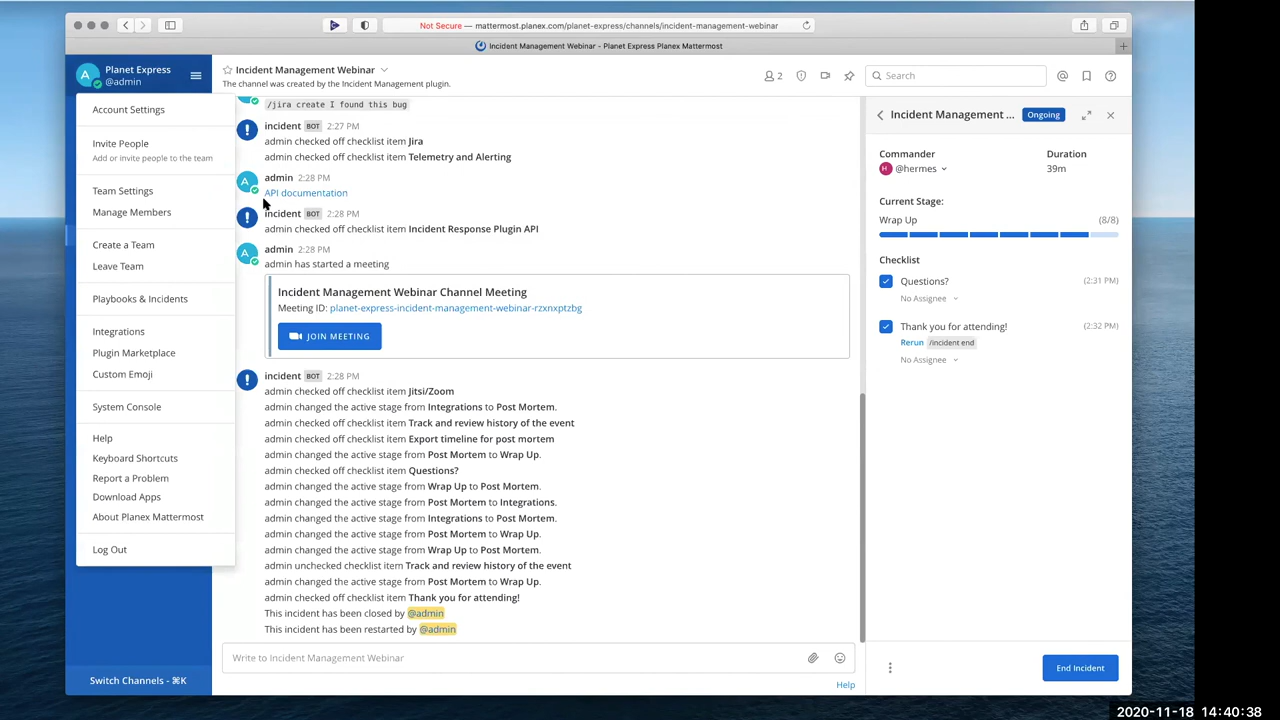 Not Secure — mattermost.planex.com/planet-express/channels/incident-management-webinar
Incident Management Webinar - Planet Express Planex Mattermost
Planet Express
@admin
Account Settings
Invite People
Add or invite people to the team
Team Settings
Manage Members
Create a Team
Leave Team
Playbooks & Incidents
Integrations
Plugin Marketplace
Custom Emoji
System Console
Help
Keyboard Shortcuts
Report a Problem
Download Apps
About Planex Mattermost
Log Out
Switch Channels - ⌘K
Incident Management Webinar
The channel was created by the Incident Management plugin.
2
Search
/jira create I found this bug
incident BOT 2:27 PM
admin checked off checklist item Jira
admin checked off checklist item Telemetry and Alerting
A admin 2:28 PM
API documentation
incident BOT 2:28 PM
admin checked off checklist item Incident Response Plugin API
A admin 2:28 PM
admin has started a meeting
Incident Management Webinar Channel Meeting
Meeting ID: planet-express-incident-management-webinar-rzxnxptzbg
JOIN MEETING
incident BOT 2:28 PM
admin checked off checklist item Jitsi/Zoom
admin changed the active stage from Integrations to Post Mortem.
admin checked off checklist item Track and review history of the event
admin checked off checklist item Export timeline for post mortem
admin changed the active stage from Post Mortem to Wrap Up.
admin checked off checklist item Questions?
admin changed the active stage from Wrap Up to Post Mortem.
admin changed the active stage from Post Mortem to Integrations.
admin changed the active stage from Integrations to Post Mortem.
admin changed the active stage from Post Mortem to Wrap Up.
admin changed the active stage from Wrap Up to Post Mortem.
admin unchecked checklist item Track and review history of the event
admin changed the active stage from Post Mortem to Wrap Up.
admin checked off checklist item Thank you for attending!
This incident has been closed by @admin
This incident has been restarted by @admin
Write to Incident Management Webinar
Help
Incident Management ... Ongoing
Commander Duration
H @hermes 39m
Current Stage:
Wrap Up (8/8)
Checklist
Questions? (2:31 PM)
No Assignee
Thank you for attending! (2:32 PM)
Rerun /incident end
No Assignee
End Incident
2020-11-18 14:40:38